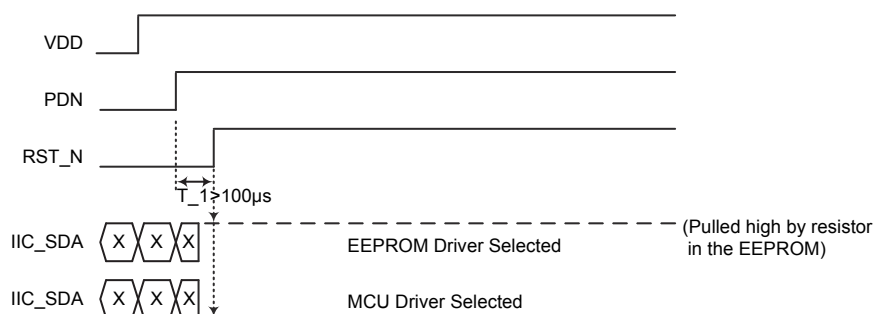 VDD
PDN
RST_N
T_1>100µs
IIC_SDA X X X EEPROM Driver Selected (Pulled high by resistor
in the EEPROM)
IIC_SDA X X X MCU Driver Selected